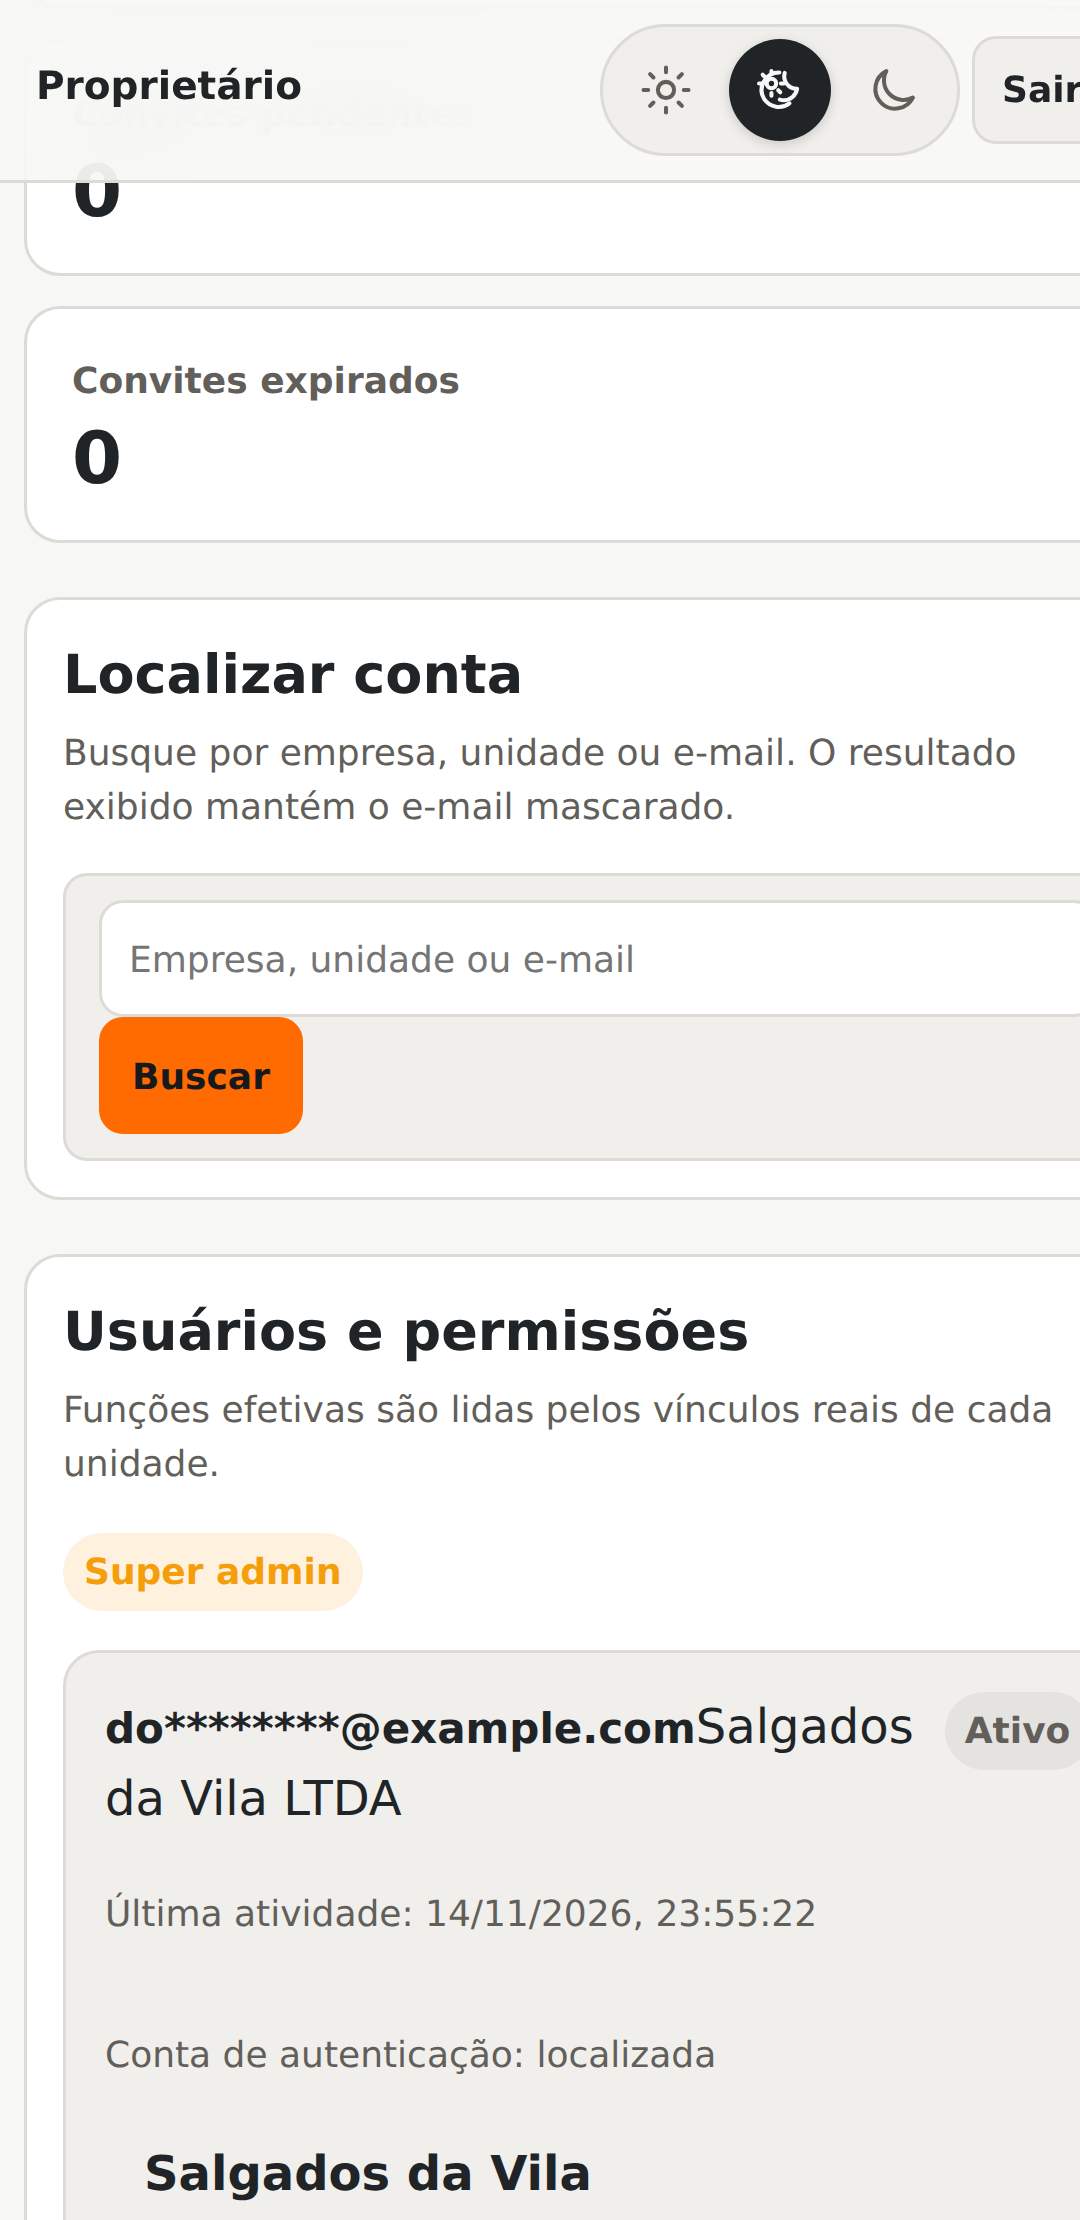 Proprietário
Sair
0
Convites expirados
0
Localizar conta
Busque por empresa, unidade ou e-mail. O resultado
exibido mantém o e-mail mascarado.
Empresa, unidade ou e-mail
Buscar
Usuários e permissões
Funções efetivas são lidas pelos vínculos reais de cada
unidade.
Super admin
do********@example.comSalgados
Ativo
da Vila LTDA
Última atividade: 14/11/2026, 23:55:22
Conta de autenticação: localizada
Salgados da Vila